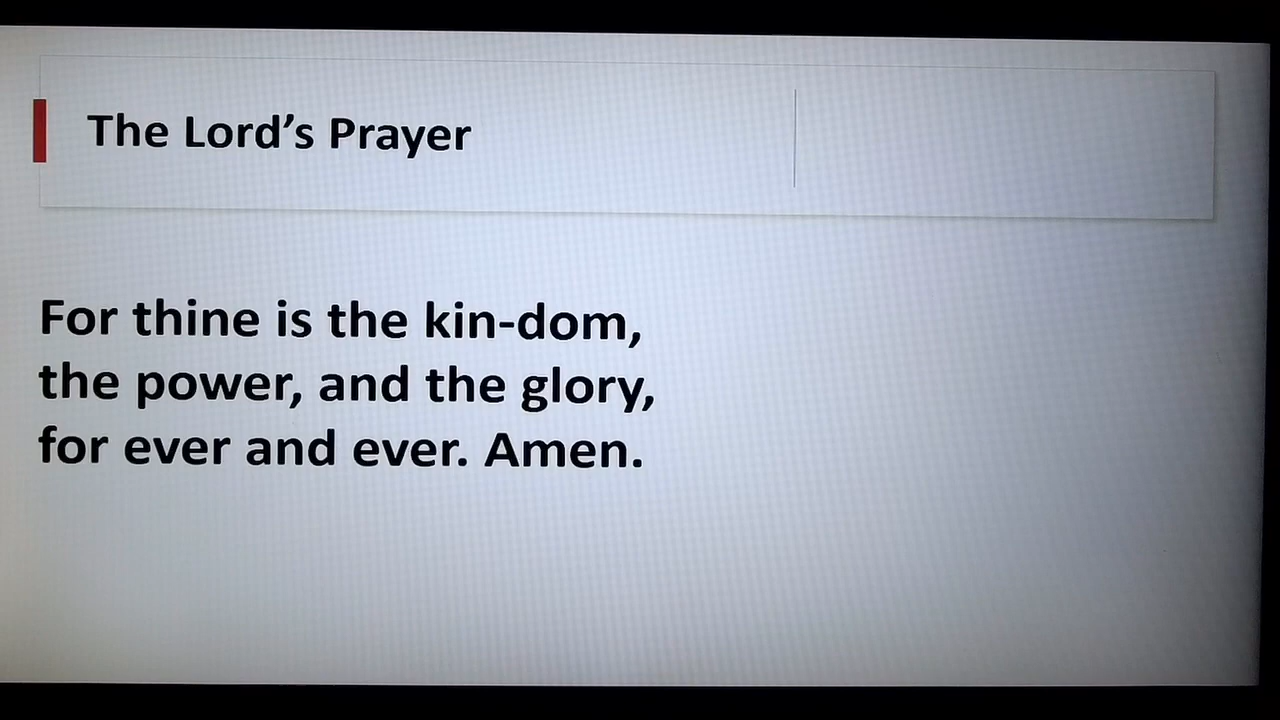 The Lord’s Prayer
For thine is the kin-dom,
the power, and the glory,
for ever and ever. Amen.